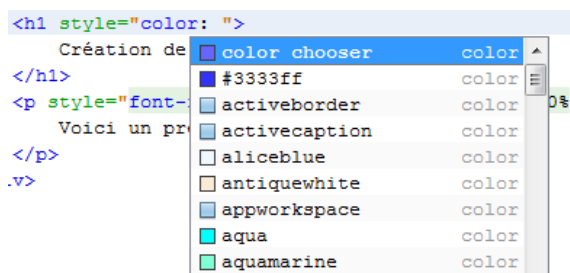 <h1 style="color: ">
Création de
color chooser color
</h1>
#3333ff color
<p style="font- 0%
activeborder color
Voici un pr
activecaption color
</p>
aliceblue color
.v>
antiquewhite color
appworkspace color
aqua color
aquamarine color